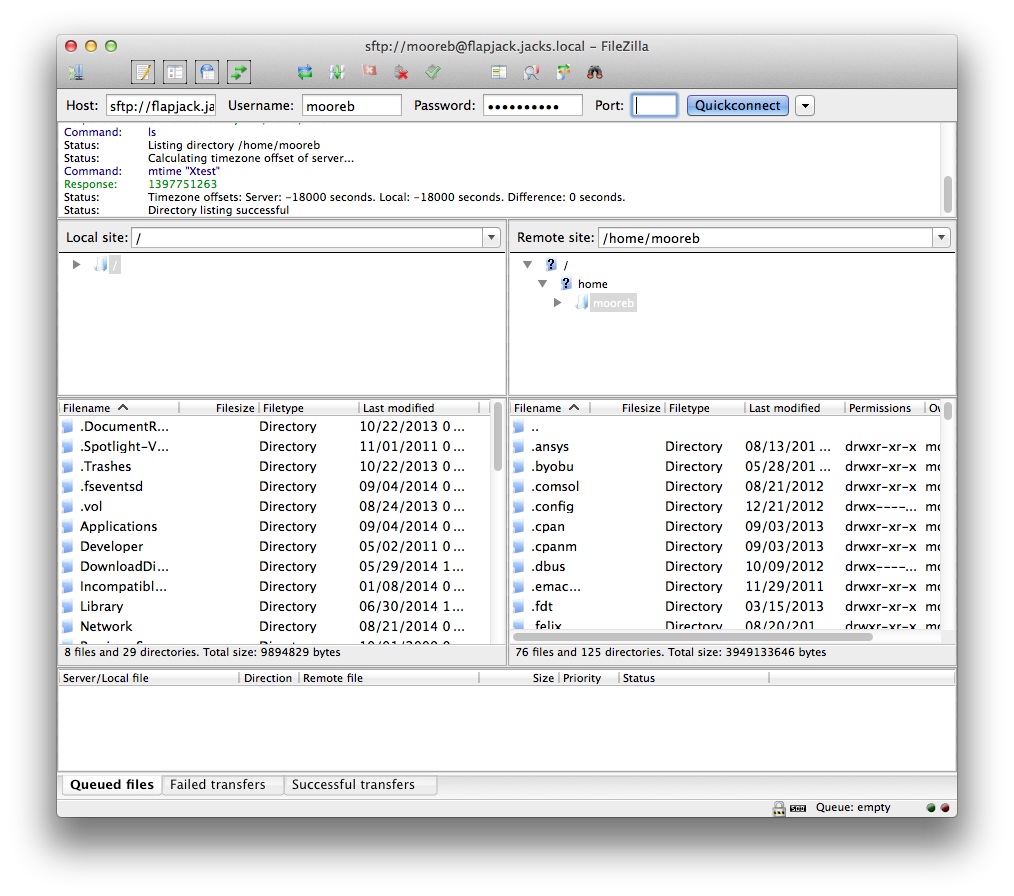 sftp://mooreb@flapjack.jacks.local – FileZilla
Host: sftp://flapjack.ja Username: mooreb Password: •••••••••• Port: Quickconnect
Command: ls
Status: Listing directory /home/mooreb
Status: Calculating timezone offset of server...
Command: mtime "Xtest"
Response: 1397751263
Status: Timezone offsets: Server: -18000 seconds. Local: -18000 seconds. Difference: 0 seconds.
Status: Directory listing successful
Local site: /
/
Filename Filesize Filetype Last modified
.DocumentR... Directory 10/22/2013 0...
.Spotlight-V... Directory 11/01/2011 0...
.Trashes Directory 10/22/2013 0...
.fseventsd Directory 09/04/2014 0...
.vol Directory 08/24/2013 0...
Applications Directory 09/04/2014 0...
Developer Directory 05/02/2011 0...
DownloadDi... Directory 05/29/2014 1...
Incompatibl... Directory 01/08/2014 0...
Library Directory 06/30/2014 1...
Network Directory 08/21/2014 0...
8 files and 29 directories. Total size: 9894829 bytes
Remote site: /home/mooreb
? /
? home
mooreb
Filename Filesize Filetype Last modified Permissions Ow
..
.ansys Directory 08/13/201... drwxr-xr-x mo
.byobu Directory 05/28/201... drwxr-xr-x mo
.comsol Directory 08/21/2012 drwxr-xr-x mo
.config Directory 12/21/2012 drwx----... mo
.cpan Directory 09/03/2013 drwxr-xr-x mo
.cpanm Directory 09/03/2013 drwxr-xr-x mo
.dbus Directory 10/09/2012 drwx----... mo
.emac... Directory 11/29/2011 drwxr-xr-x mo
.fdt Directory 03/15/2013 drwxr-xr-x mo
.felix Directory 08/20/201... drwxr-xr-x mo
76 files and 125 directories. Total size: 3949133646 bytes
Server/Local file Direction Remote file Size Priority Status
Queued files Failed transfers Successful transfers
Queue: empty